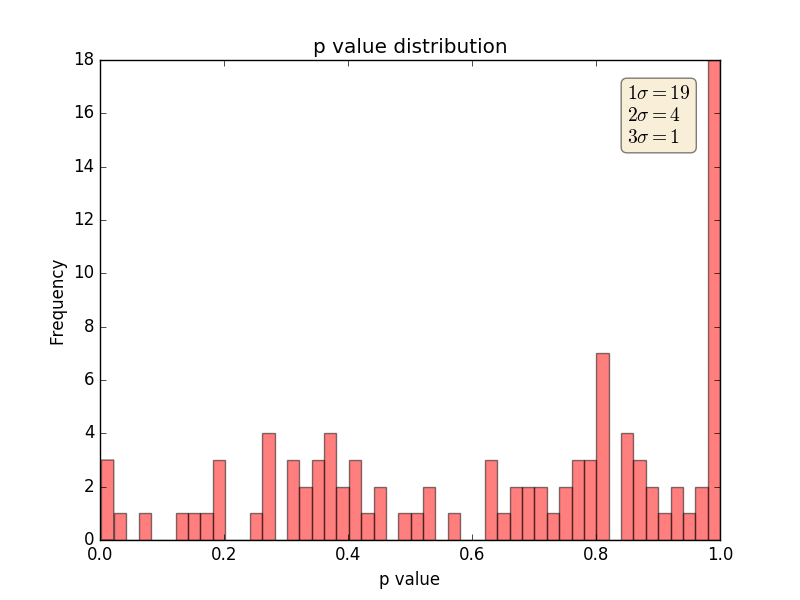 p value distribution
18
16
14
12
10
8
6
4
2
0
Frequency
1σ = 19
2σ = 4
3σ = 1
0.0 0.2 0.4 0.6 0.8 1.0
p value